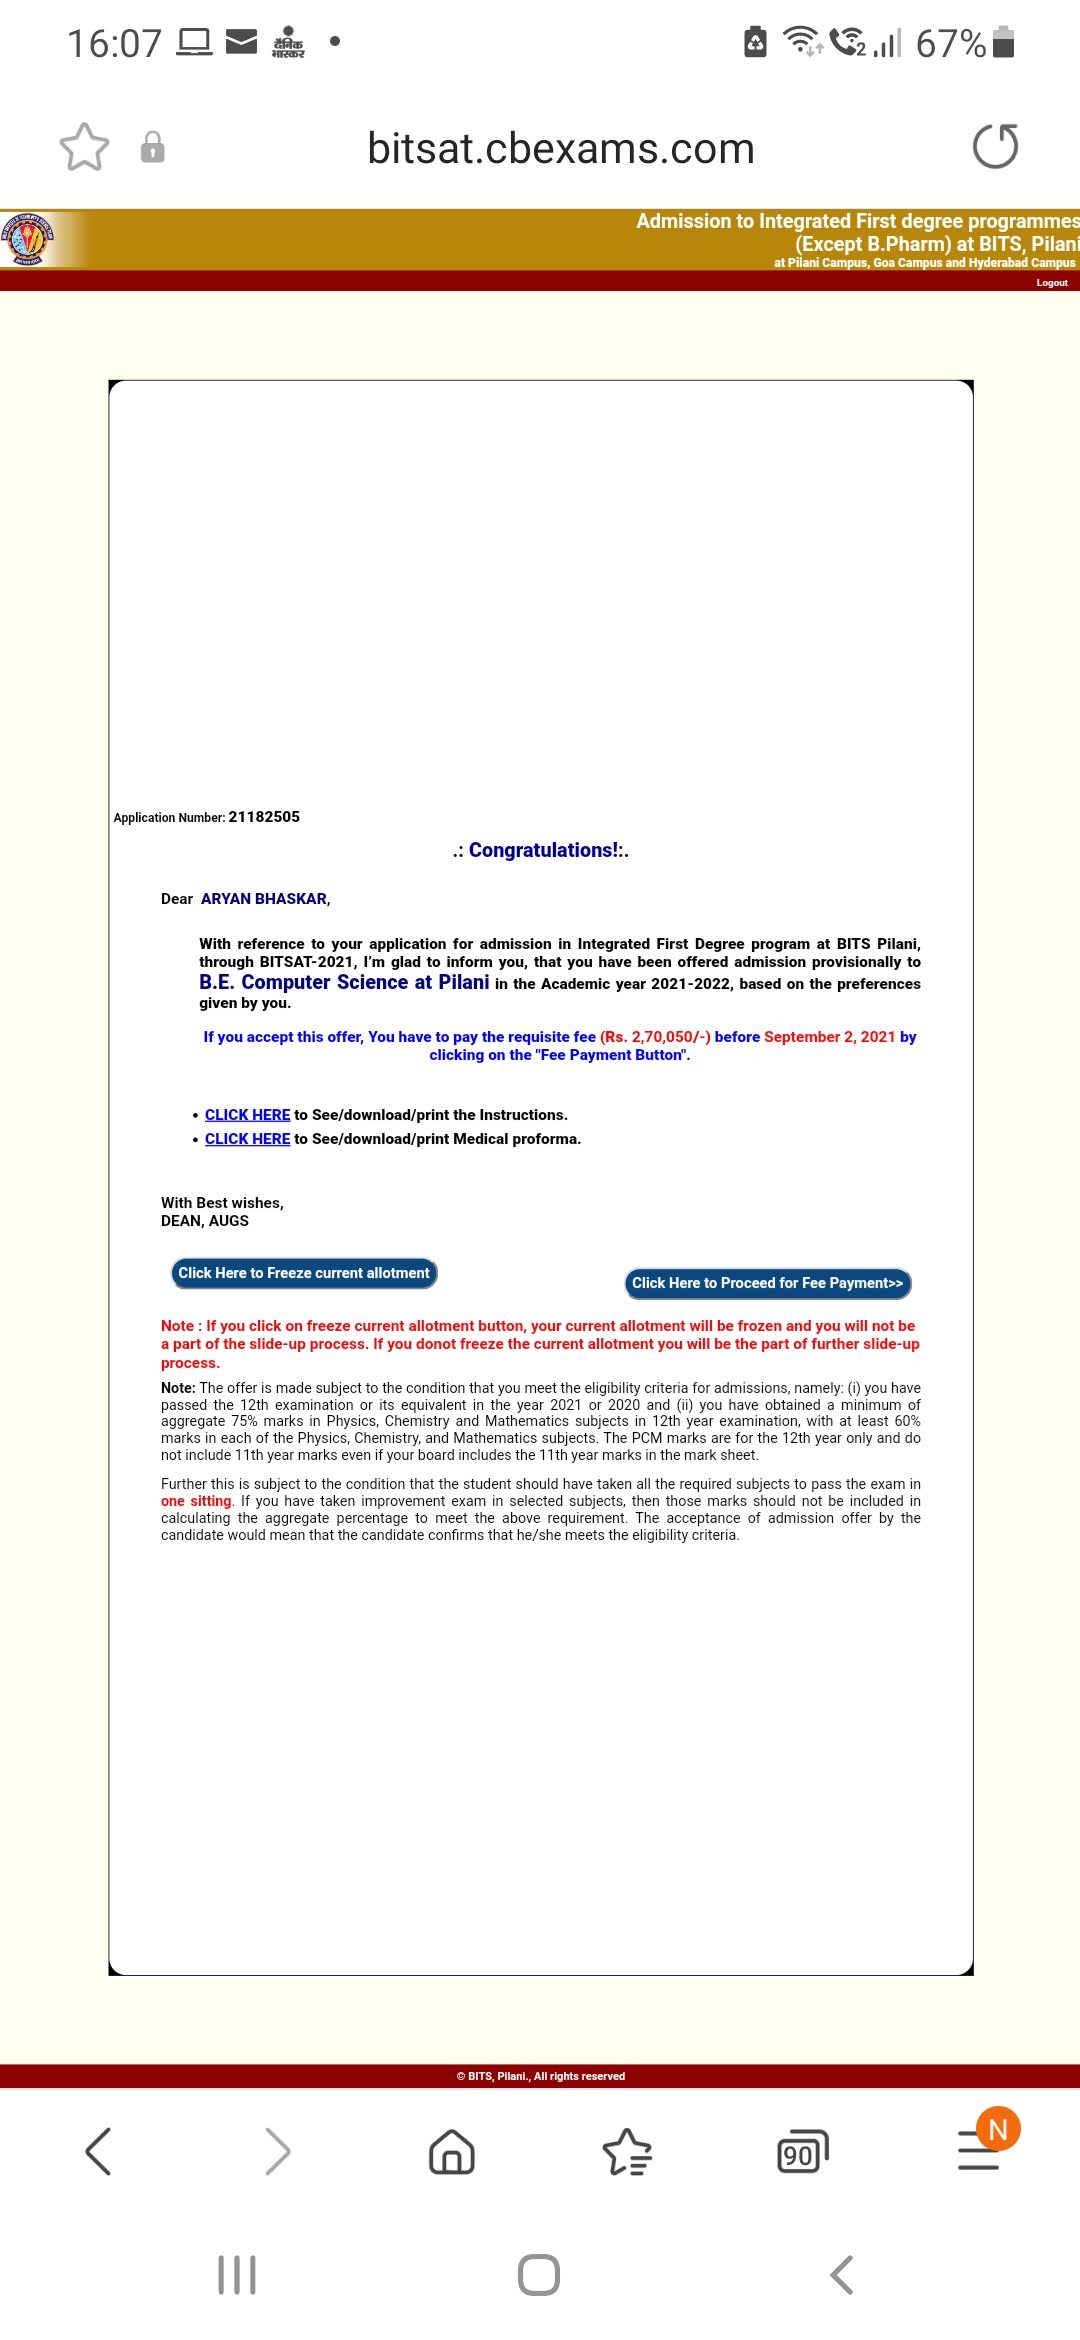 16:07 दैनिक भास्कर 2 67%
bitsat.cbexams.com
Admission to Integrated First degree programmes
(Except B.Pharm) at BITS, Pilani
at Pilani Campus, Goa Campus and Hyderabad Campus
Logout
Application Number: 21182505
.: Congratulations!:.
Dear ARYAN BHASKAR,
With reference to your application for admission in Integrated First Degree program at BITS Pilani,
through BITSAT-2021, I'm glad to inform you, that you have been offered admission provisionally to
B.E. Computer Science at Pilani in the Academic year 2021-2022, based on the preferences
given by you.
If you accept this offer, You have to pay the requisite fee (Rs. 2,70,050/-) before September 2, 2021 by
clicking on the "Fee Payment Button".
• CLICK HERE to See/download/print the Instructions.
• CLICK HERE to See/download/print Medical proforma.
With Best wishes,
DEAN, AUGS
Click Here to Freeze current allotment
Click Here to Proceed for Fee Payment>>
Note : If you click on freeze current allotment button, your current allotment will be frozen and you will not be
a part of the slide-up process. If you donot freeze the current allotment you will be the part of further slide-up
process.
Note: The offer is made subject to the condition that you meet the eligibility criteria for admissions, namely: (i) you have
passed the 12th examination or its equivalent in the year 2021 or 2020 and (ii) you have obtained a minimum of
aggregate 75% marks in Physics, Chemistry and Mathematics subjects in 12th year examination, with at least 60%
marks in each of the Physics, Chemistry, and Mathematics subjects. The PCM marks are for the 12th year only and do
not include 11th year marks even if your board includes the 11th year marks in the mark sheet.
Further this is subject to the condition that the student should have taken all the required subjects to pass the exam in
one sitting. If you have taken improvement exam in selected subjects, then those marks should not be included in
calculating the aggregate percentage to meet the above requirement. The acceptance of admission offer by the
candidate would mean that the candidate confirms that he/she meets the eligibility criteria.
© BITS, Pilani., All rights reserved
90 N